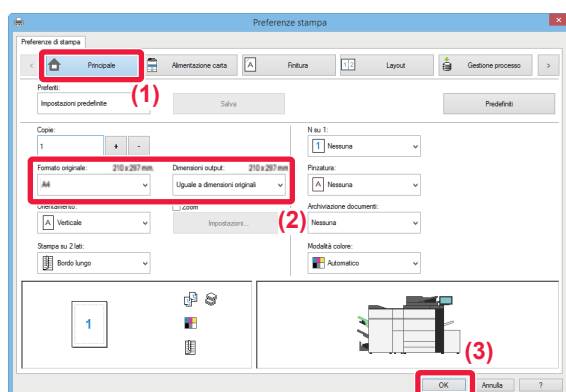 Preferenze stampa
Preferenze di stampa
Principale
Alimentazione carta
Finitura
Layout
Gestione processo
(1)
Preferiti:
Impostazioni predefinite
Salva
Predefiniti
Copie:
1
+ -
N su 1:
1 Nessuna
Formato originale: 210 x 297 mm.
A4
Dimensioni output: 210 x 297 mm
Uguale a dimensioni originali
Pinzatura:
Nessuna
(2)
Orientamento:
A Verticale
Zoom
Impostazioni...
Archiviazione documenti:
Nessuna
Stampa su 2 lati:
Bordo lungo
Modalità colore:
Automatico
1
(3)
OK
Annulla
?